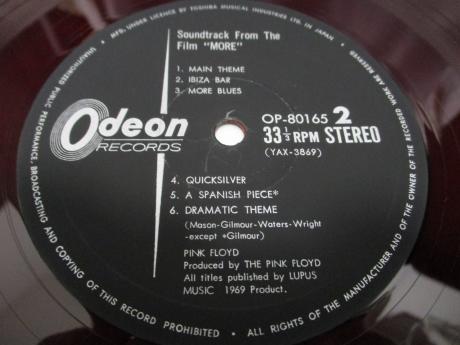 MFD. UNDER LICENCE BY TOSHIBA MUSICAL INDUSTRIES LTD. IN JAPAN. • ALL RIGHTS OF THE MANUFACTURER AND OF THE OWNER OF THE RECORDED WORK ARE RESERVED. UNAUTHORISED PUBLIC PERFORMANCE, BROADCASTING AND COPYING OF THIS RECORD PROHIBITED •
Soundtrack From The
Film "MORE"
1. MAIN THEME
2. IBIZA BAR
3. MORE BLUES
Odeon
RECORDS
OP-80165 2
33 1/3 RPM STEREO
(YAX-3869)
4. QUICKSILVER
5. A SPANISH PIECE*
6. DRAMATIC THEME
(Mason-Gilmour-Waters-Wright
-except *Gilmour)
PINK FLOYD
Produced by THE PINK FLOYD
All titles published by LUPUS
MUSIC 1969 Product.